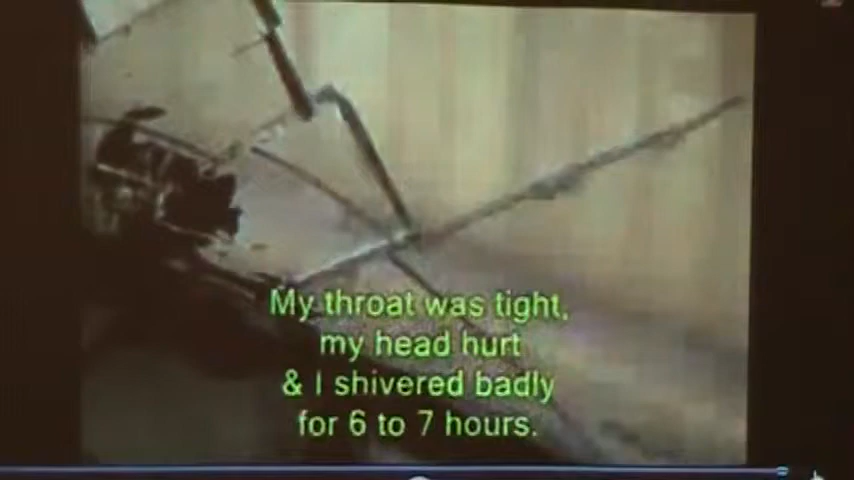 My throat was tight,
my head hurt
& I shivered badly
for 6 to 7 hours.